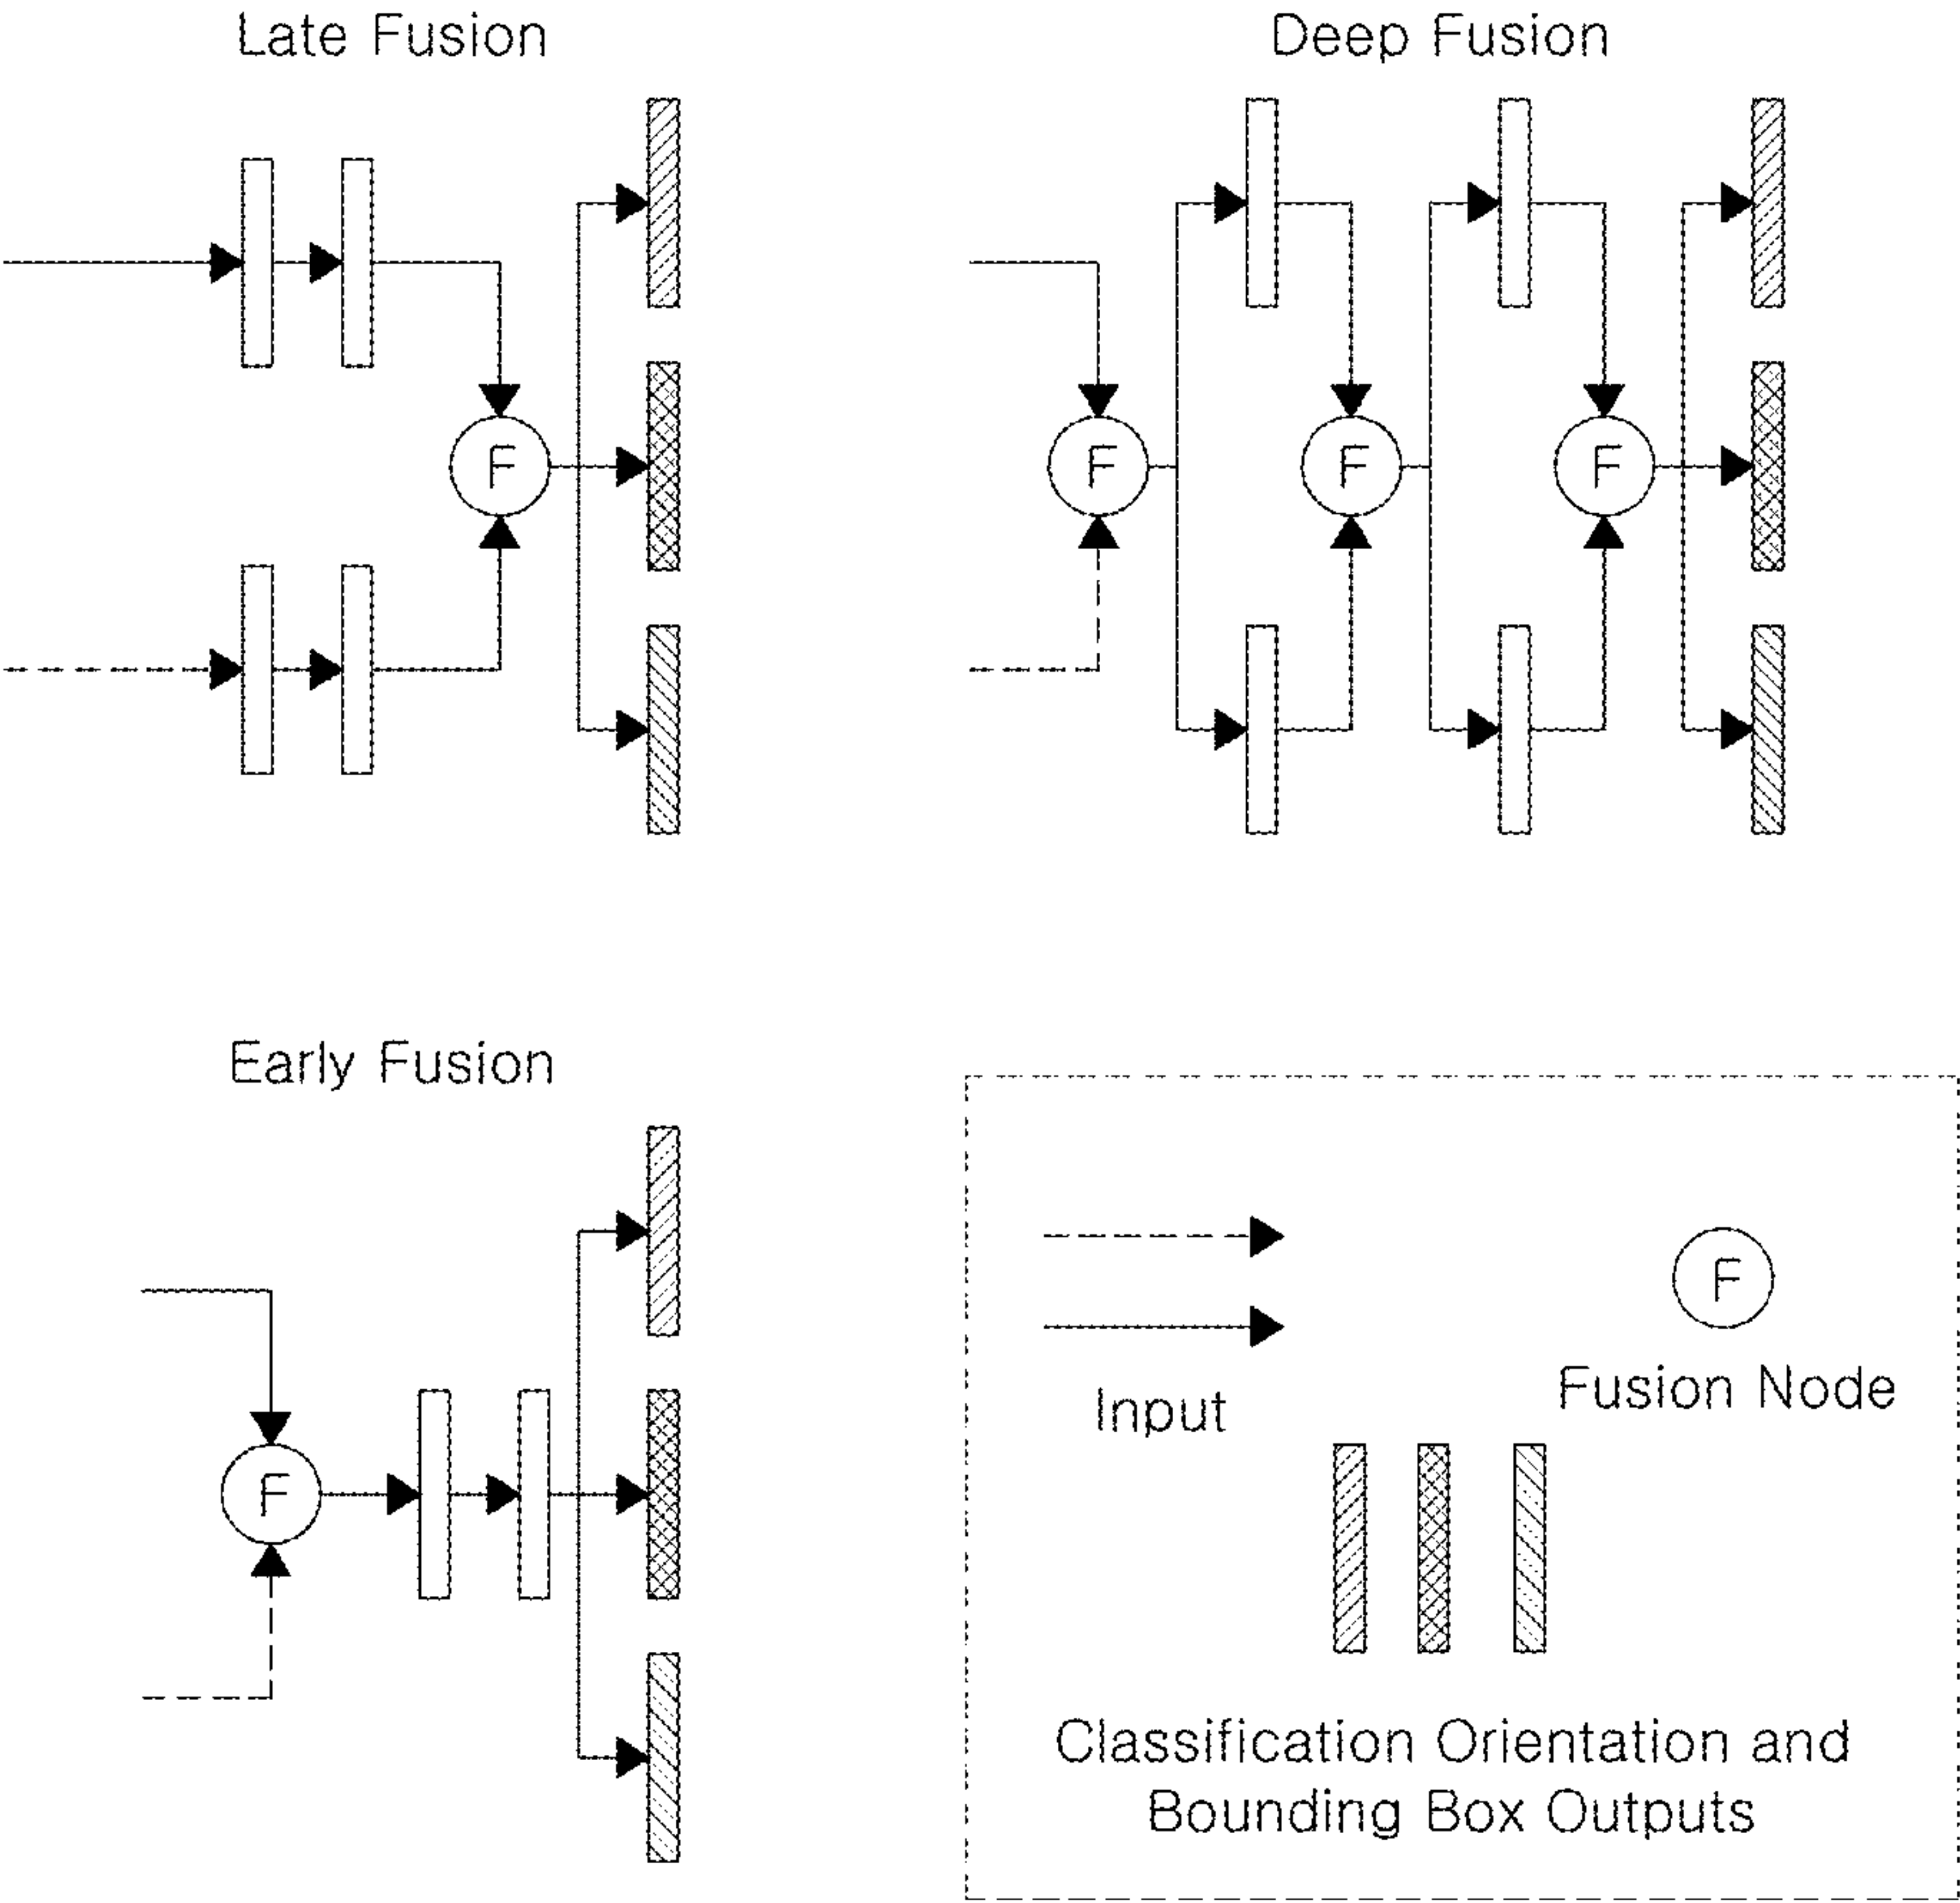 Late Fusion
Deep Fusion
F
F
F
F
Early Fusion
F
F
Input
Fusion Node
Classification Orientation and
Bounding Box Outputs